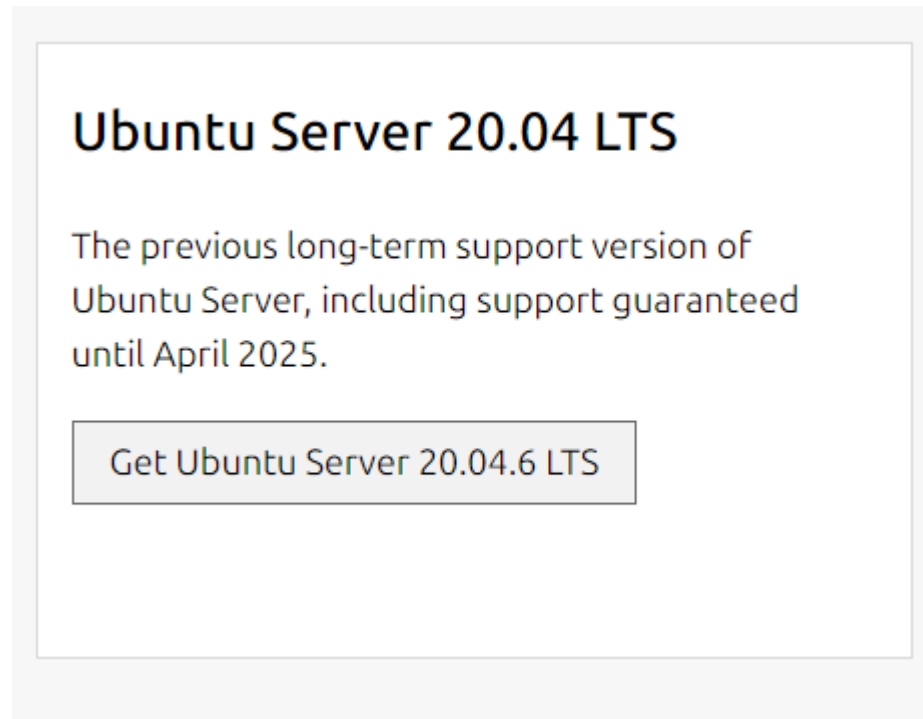 Ubuntu Server 20.04 LTS
The previous long-term support version of
Ubuntu Server, including support guaranteed
until April 2025.
Get Ubuntu Server 20.04.6 LTS